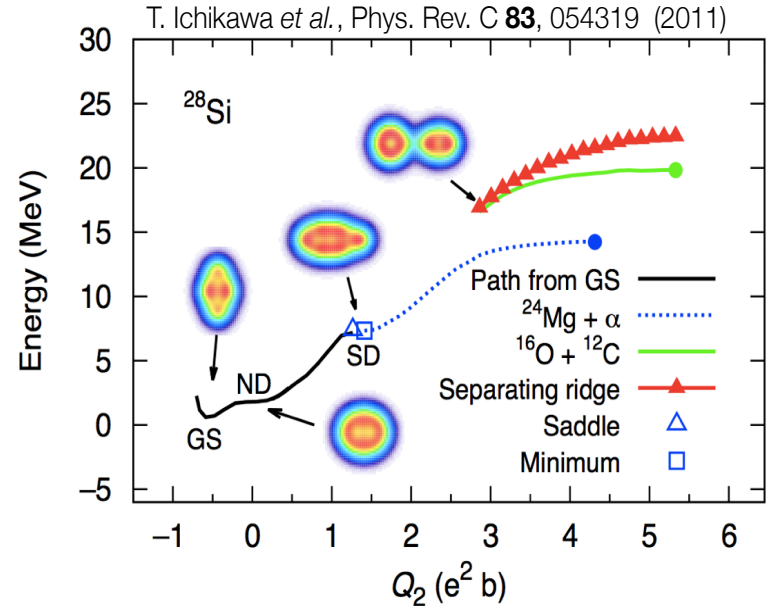 T. Ichikawa et al., Phys. Rev. C 83, 054319 (2011)
30
25
20
15
10
5
0
−5
Energy (MeV)
²⁸Si
GS
ND
SD
Path from GS
²⁴Mg + α
¹⁶O + ¹²C
Separating ridge
Saddle
Minimum
−1 0 1 2 3 4 5 6
Q₂ (e² b)